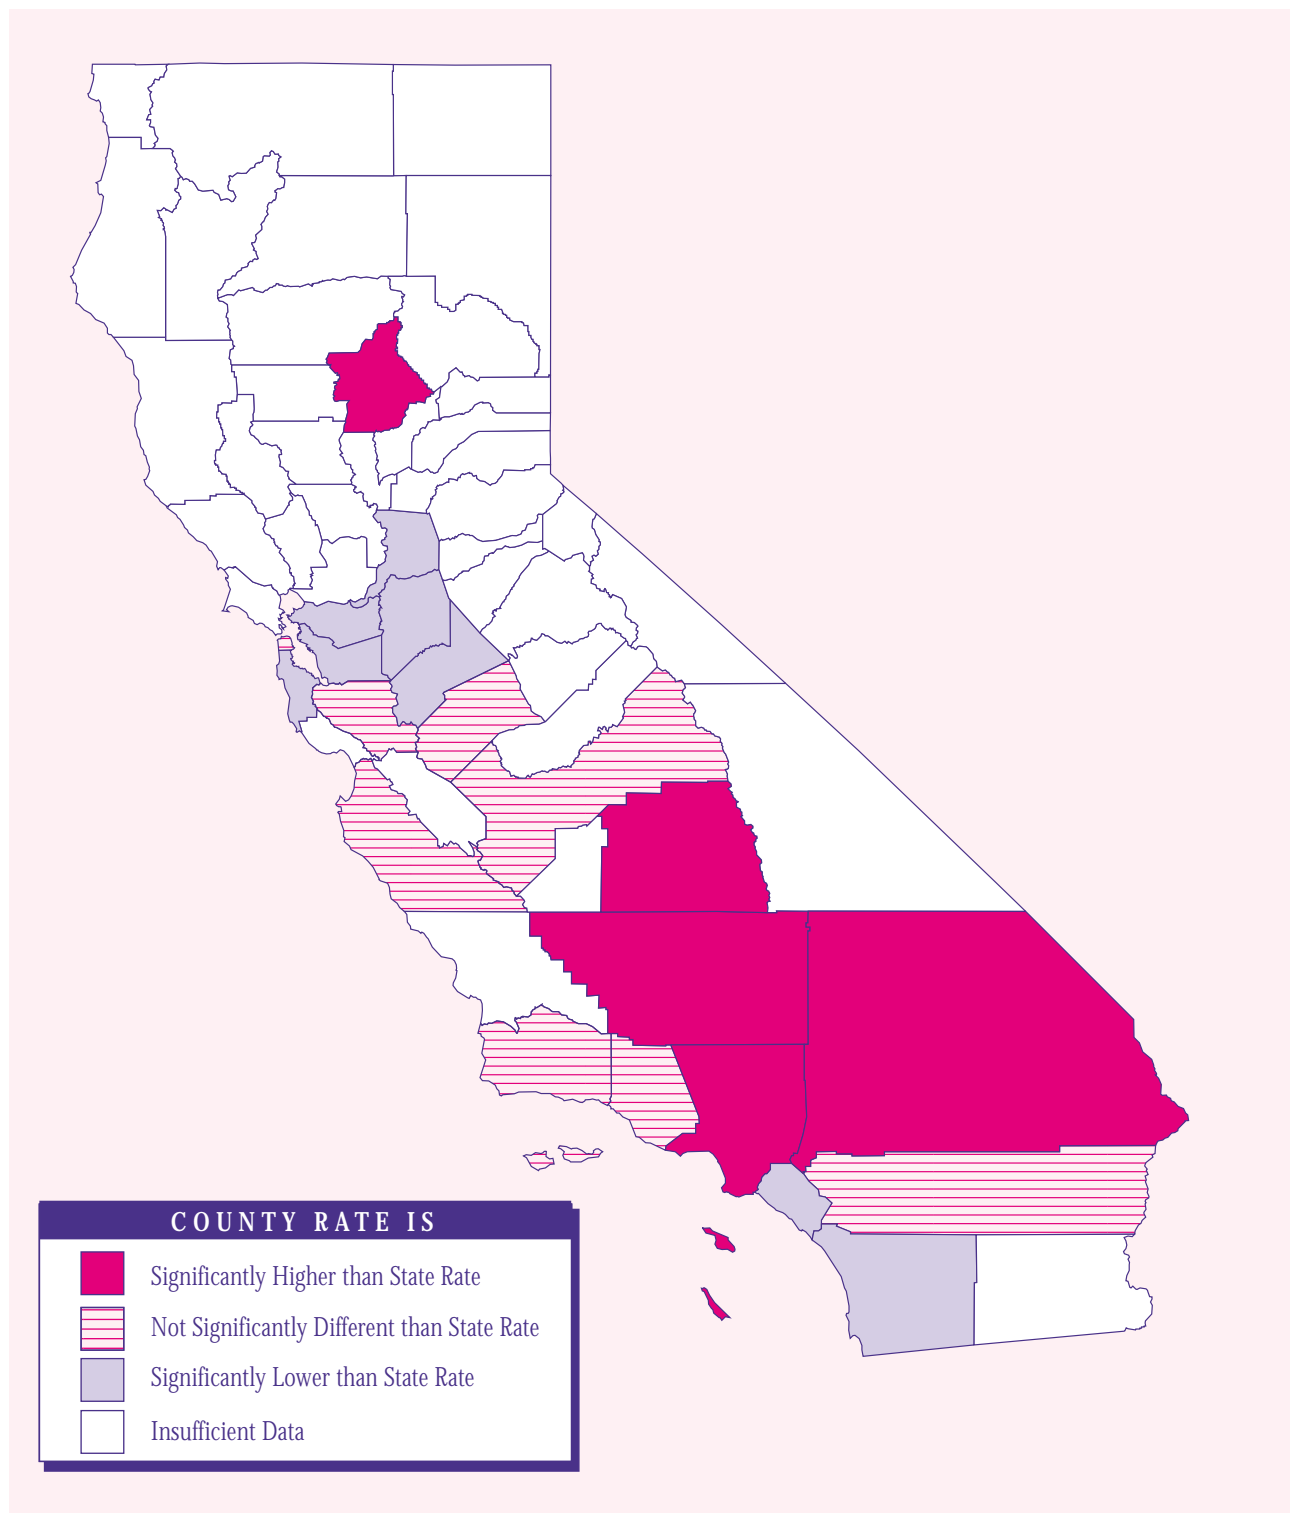 COUNTY RATE IS
Significantly Higher than State Rate
Not Significantly Different than State Rate
Significantly Lower than State Rate
Insufficient Data